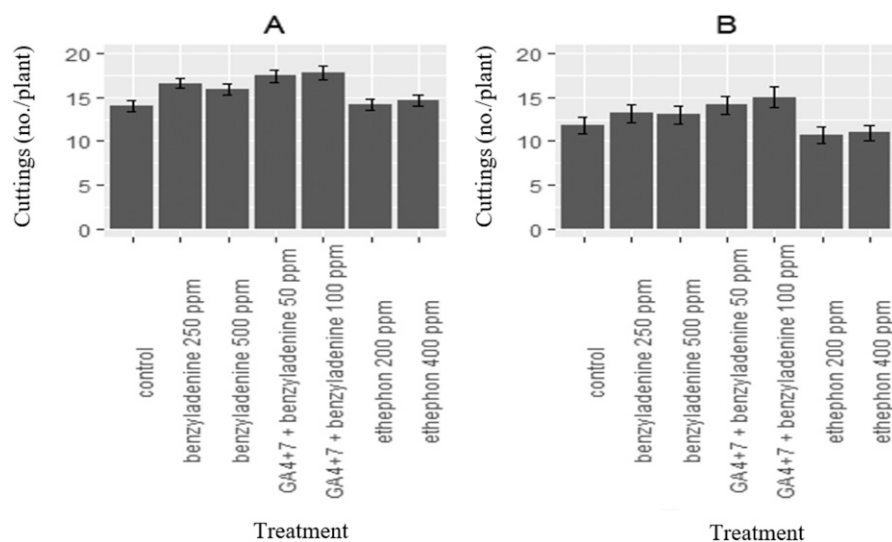 A
Cuttings (no./plant)
20
15
10
5
0
control
benzyladenine 250 ppm
benzyladenine 500 ppm
GA4+7 + benzyladenine 50 ppm
GA4+7 + benzyladenine 100 ppm
ethephon 200 ppm
ethephon 400 ppm
Treatment
B
Cuttings (no./plant)
20
15
10
5
0
control
benzyladenine 250 ppm
benzyladenine 500 ppm
GA4+7 + benzyladenine 50 ppm
GA4+7 + benzyladenine 100 ppm
ethephon 200 ppm
ethephon 400 ppm
Treatment